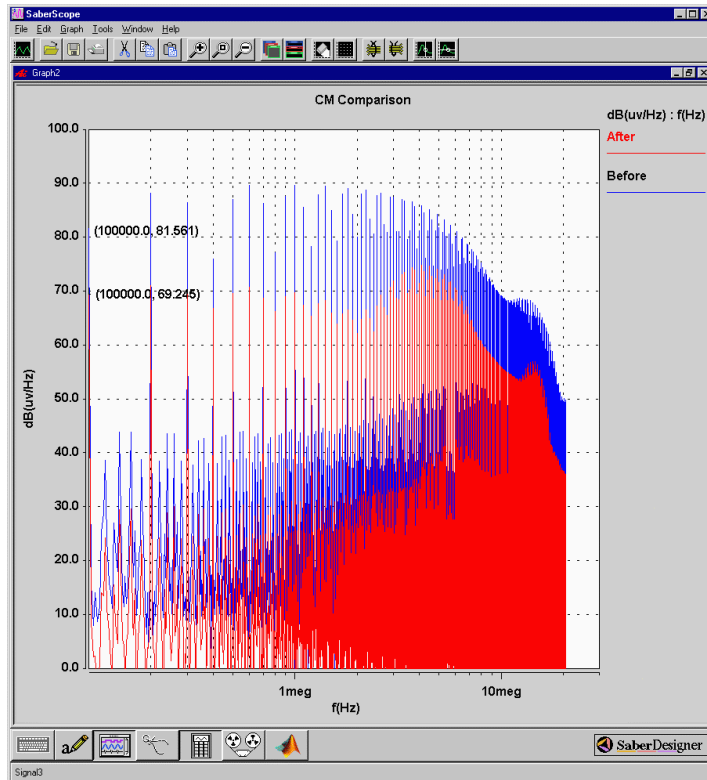 SaberScope
File Edit Graph Tools Window Help
Graph2
CM Comparison
dB(uv/Hz) : f(Hz)
After
Before
100.0
90.0
(100000.0, 81.561)
80.0
(100000.0, 69.245)
70.0
60.0
dB(uv/Hz)
50.0
40.0
30.0
20.0
10.0
0.0
1meg 10meg
f(Hz)
a
SaberDesigner
Signal3